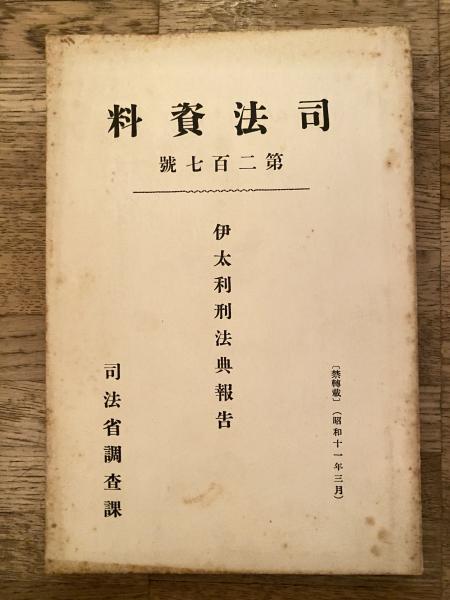 司法資料
第二百七號
伊太利刑法典報告
〔禁轉載〕（昭和十一年三月）
司法省調査課